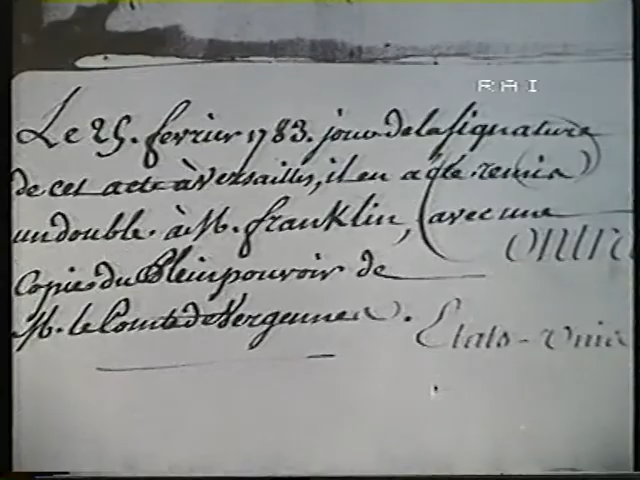 RAI
Le 25. fevrier 1783. jour de la signature
de cet acte à Versailles, il en a été remis
un double à M. franklin, avec une
Copie du Pleinpouvoir de
M. le Comte de Vergennes.
Etats-Unis